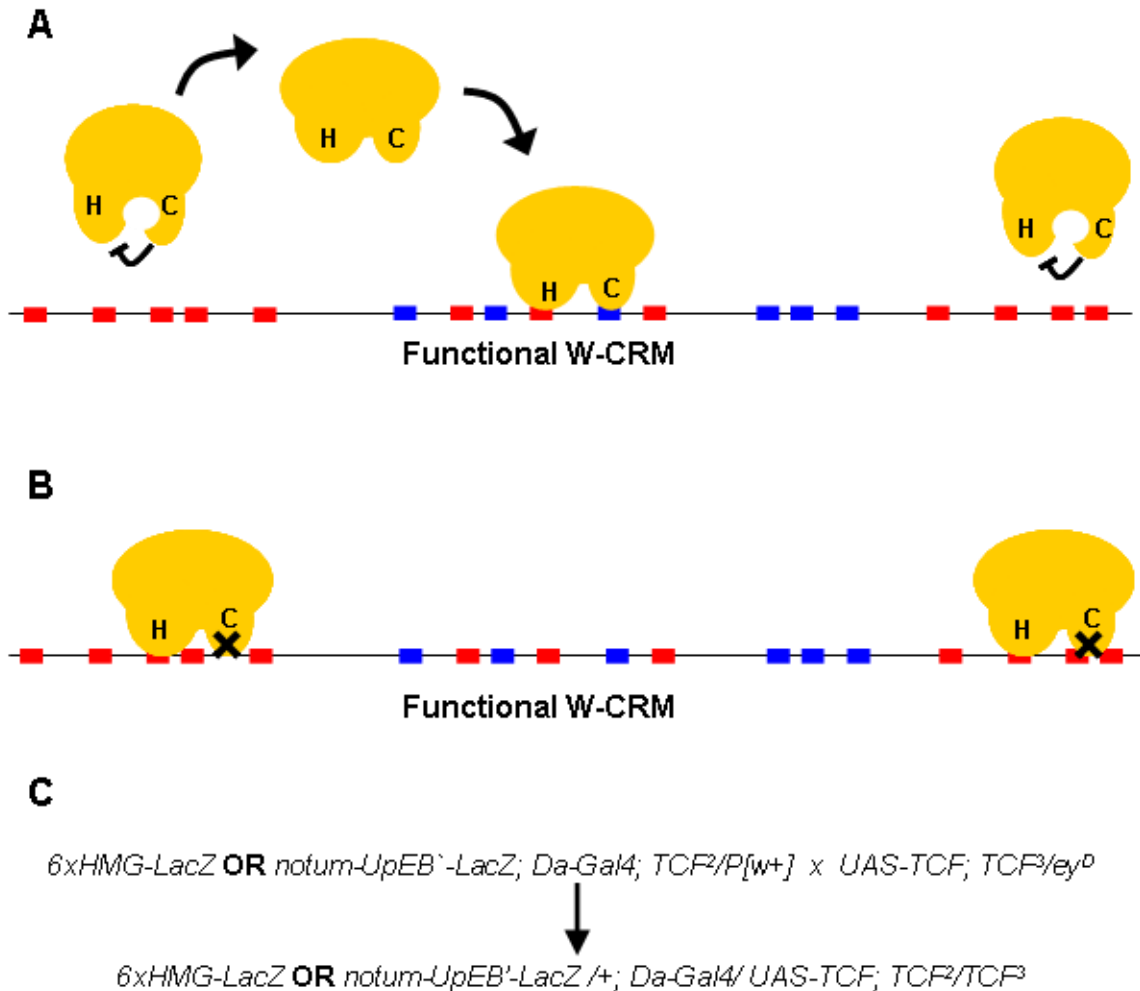 A
H C
H C
H C
H C
Functional W-CRM
B
H C
H C
Functional W-CRM
C
6xHMG-LacZ OR notum-UpEB`-LacZ; Da-Gal4; TCF²/P[w+] x UAS-TCF; TCF³/eyᴰ
6xHMG-LacZ OR notum-UpEB'-LacZ /+; Da-Gal4/ UAS-TCF; TCF²/TCF³